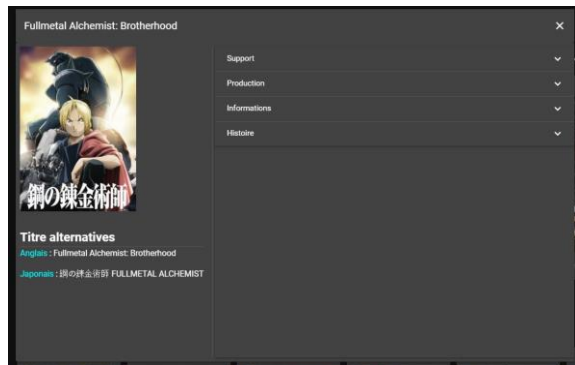 Fullmetal Alchemist: Brotherhood
Support
Production
Informations
Histoire
鋼の錬金術師
Titre alternatives
Anglais : Fullmetal Alchemist: Brotherhood
Japonais : 鋼の錬金術師 FULLMETAL ALCHEMIST